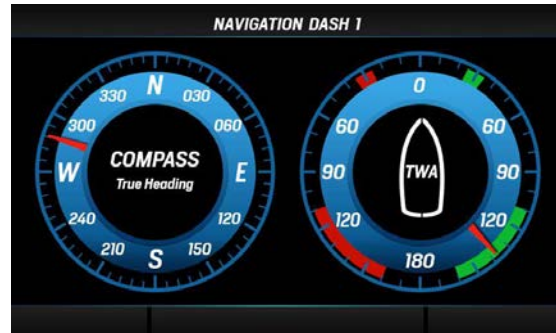 NAVIGATION DASH 1
N
330 030
300 060
COMPASS
True Heading
W E
240 120
210 150
S
0
60 60
TWA
90 90
120 120
180